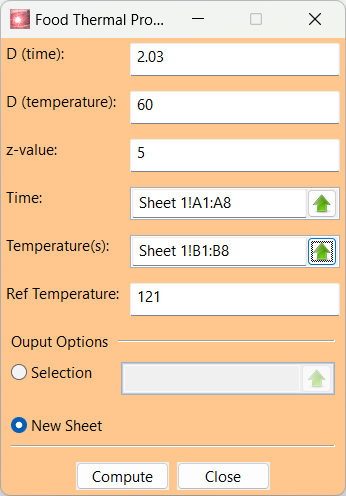 Food Thermal Pro...
D (time):
2.03
D (temperature):
60
z-value:
5
Time:
Sheet 1!A1:A8
Temperature(s):
Sheet 1!B1:B8
Ref Temperature:
121
Ouput Options
Selection
New Sheet
Compute
Close